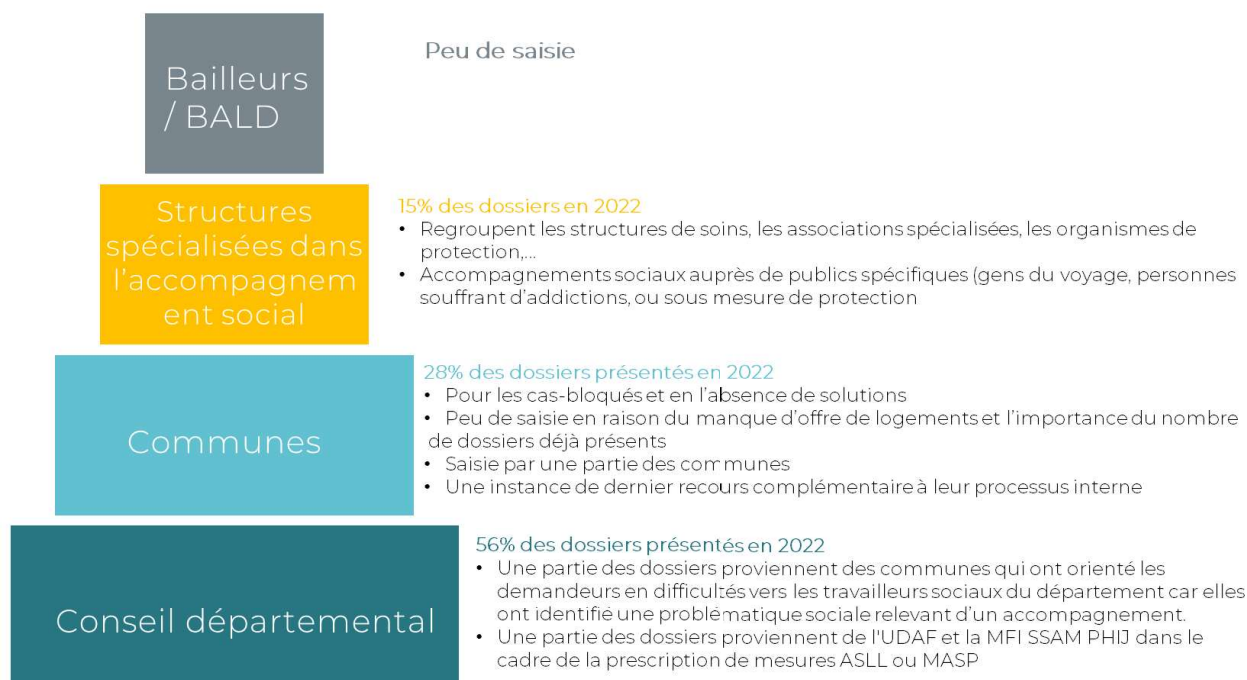 Bailleurs
/ BALD
Peu de saisie
Structures
spécialisées dans
l'accompagnem
ent social
15% des dossiers en 2022
• Regroupent les structures de soins, les associations spécialisées, les organismes de
protection,...
• Accompagnements sociaux auprès de publics spécifiques (gens du voyage, personnes
souffrant d'addictions, ou sous mesure de protection
Communes
28% des dossiers présentés en 2022
• Pour les cas-bloqués et en l'absence de solutions
• Peu de saisie en raison du manque d'offre de logements et l'importance du nombre
de dossiers déjà présents
• Saisie par une partie des communes
• Une instance de dernier recours complémentaire à leur processus interne
Conseil départemental
56% des dossiers présentés en 2022
• Une partie des dossiers proviennent des communes qui ont orienté les
demandeurs en difficultés vers les travailleurs sociaux du département car elles
ont identifié une problématique sociale relevant d'un accompagnement.
• Une partie des dossiers proviennent de l'UDAF et la MFI SSAM PHIJ dans le
cadre de la prescription de mesures ASLL ou MASP